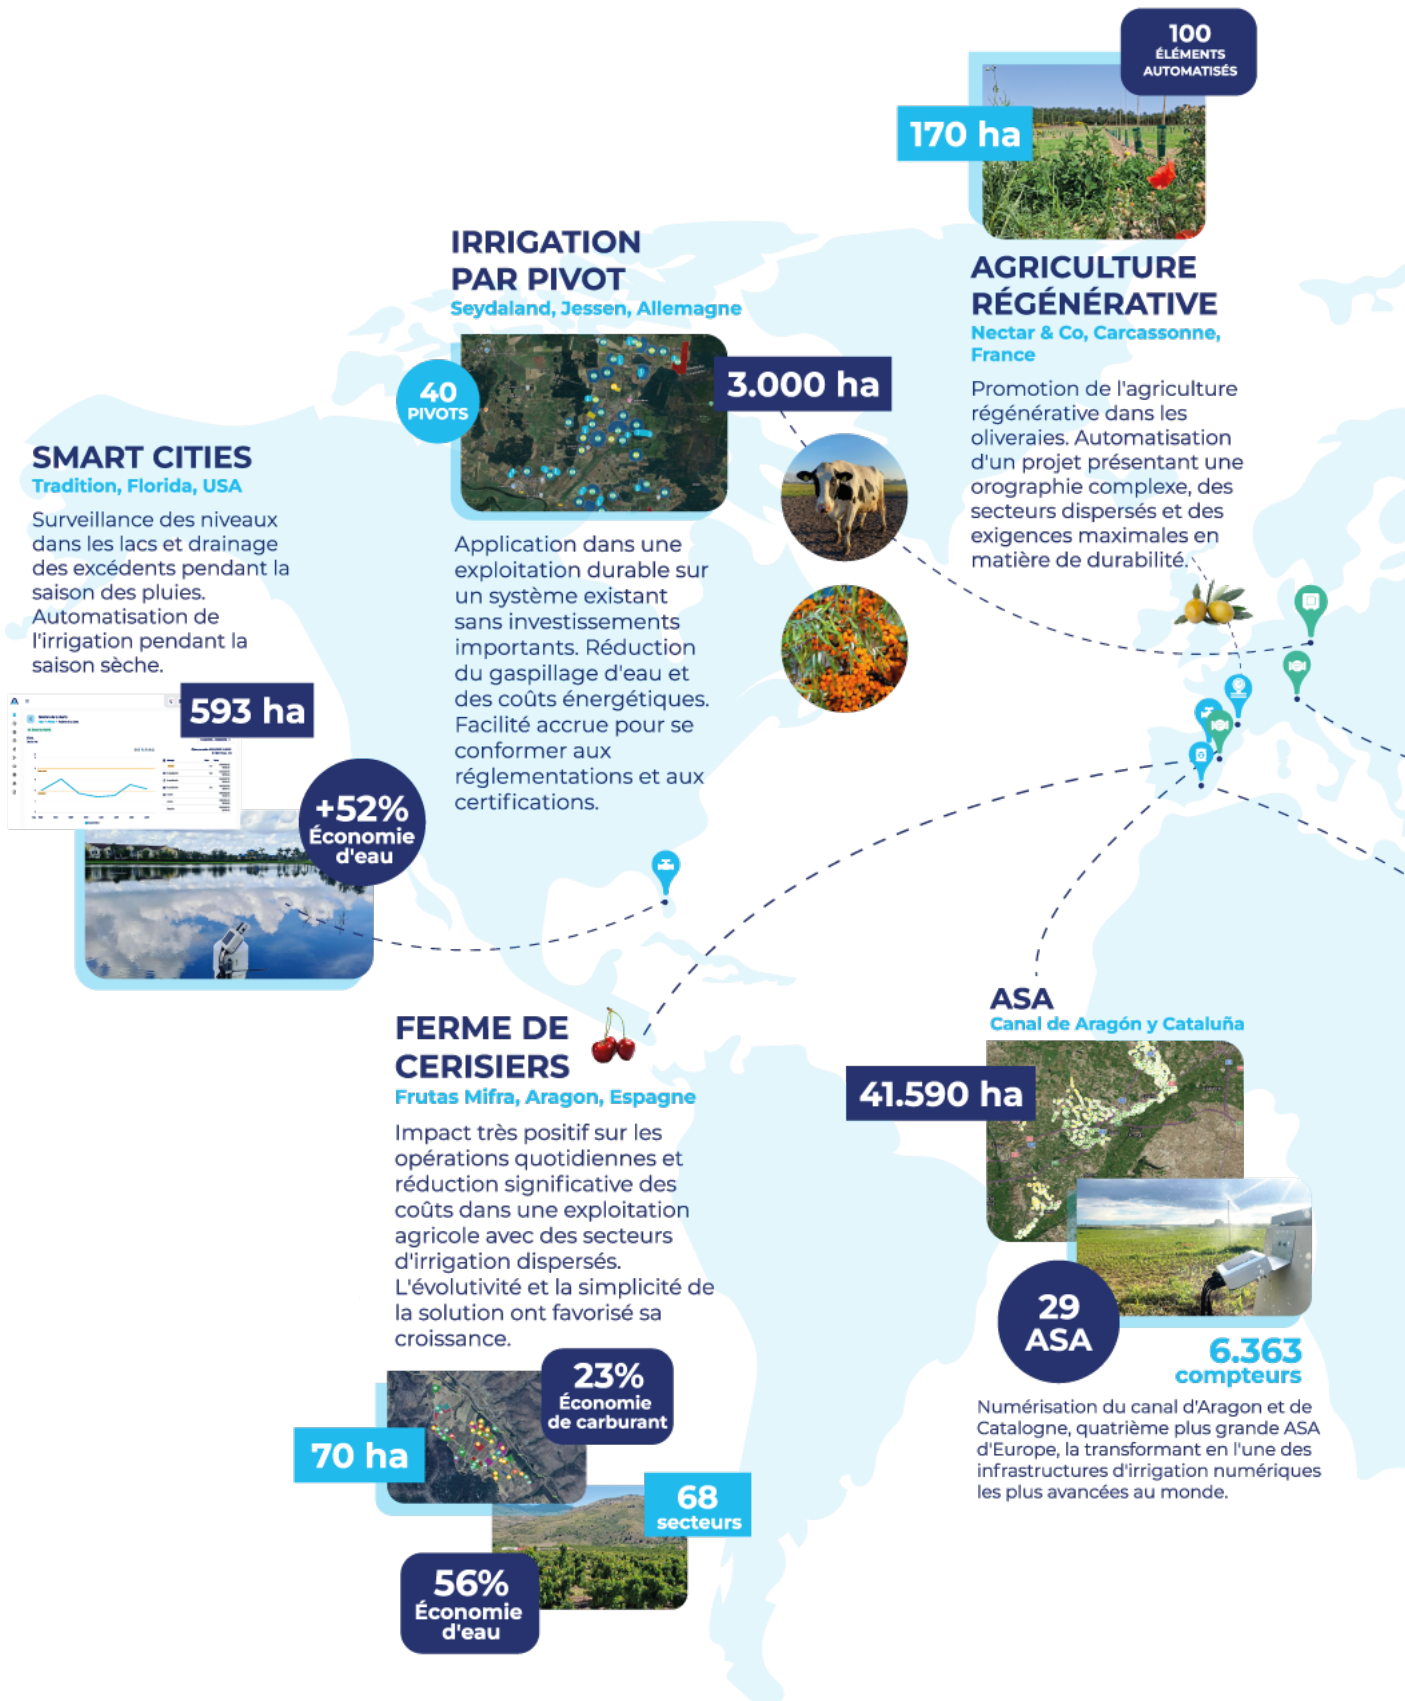 100
ÉLÉMENTS
AUTOMATISÉS
170 ha
AGRICULTURE
RÉGÉNÉRATIVE
Nectar & Co, Carcassonne,
France
Promotion de l'agriculture
régénérative dans les
oliveraies. Automatisation
d'un projet présentant une
orographie complexe, des
secteurs dispersés et des
exigences maximales en
matière de durabilité.
IRRIGATION
PAR PIVOT
Seydaland, Jessen, Allemagne
40
PIVOTS
3.000 ha
Application dans une
exploitation durable sur
un système existant
sans investissements
importants. Réduction
du gaspillage d'eau et
des coûts énergétiques.
Facilité accrue pour se
conformer aux
réglementations et aux
certifications.
SMART CITIES
Tradition, Florida, USA
Surveillance des niveaux
dans les lacs et drainage
des excédents pendant la
saison des pluies.
Automatisation de
l'irrigation pendant la
saison sèche.
593 ha
+52%
Économie
d'eau
FERME DE
CERISIERS
Frutas Mifra, Aragon, Espagne
Impact très positif sur les
opérations quotidiennes et
réduction significative des
coûts dans une exploitation
agricole avec des secteurs
d'irrigation dispersés.
L'évolutivité et la simplicité de
la solution ont favorisé sa
croissance.
23%
Économie
de carburant
70 ha
68
secteurs
56%
Économie
d'eau
ASA
Canal de Aragón y Cataluña
41.590 ha
29
ASA
6.363
compteurs
Numérisation du canal d'Aragon et de
Catalogne, quatrième plus grande ASA
d'Europe, la transformant en l'une des
infrastructures d'irrigation numériques
les plus avancées au monde.